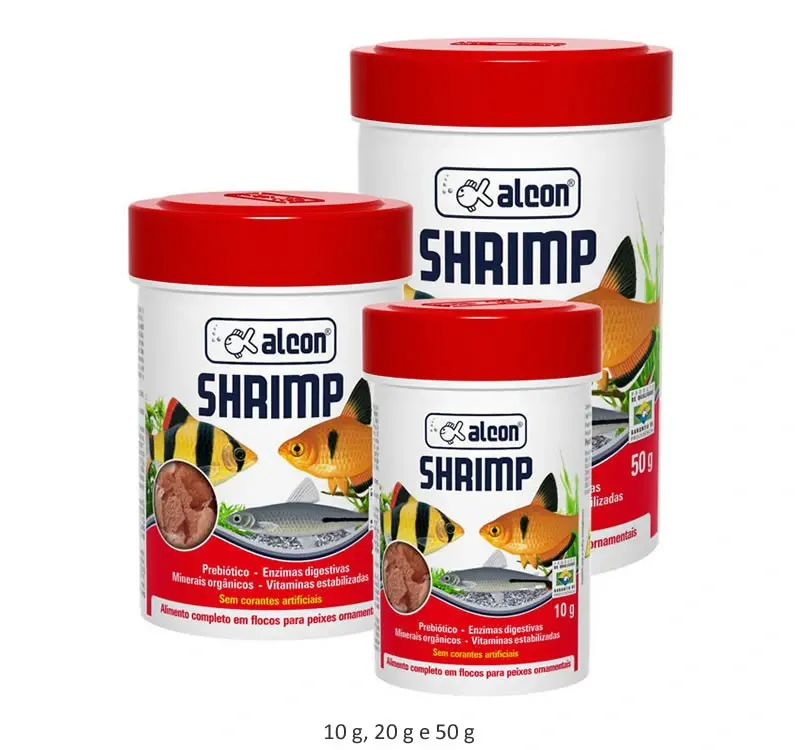 alcon®
SHRIMP
50 g
ornamentais
alcon®
SHRIMP
Prebiótico - Enzimas digestivas
Minerais orgânicos - Vitaminas estabilizadas
Sem corantes artificiais
Alimento completo em flocos para peixes ornamentais
alcon®
SHRIMP
10 g
Prebiótico - Enzimas digestivas
Minerais orgânicos - Vitaminas estabilizadas
Sem corantes artificiais
Alimento completo em flocos para peixes ornamentais
10 g, 20 g e 50 g